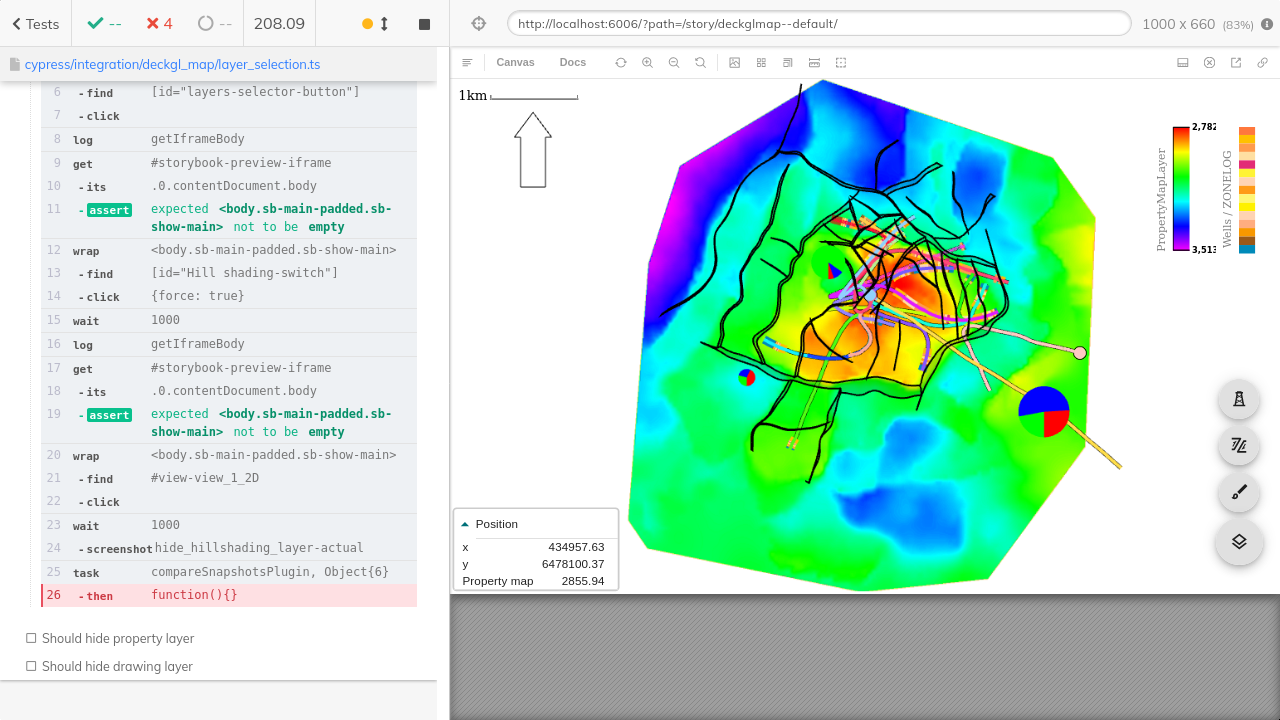 Tests
--
4
--
208.09
http://localhost:6006/?path=/story/deckglmap--default/
1000 x 660 (83%)
cypress/integration/deckgl_map/layer_selection.ts
6 -find [id="layers-selector-button"]
7 -click
8 log getIframeBody
9 get #storybook-preview-iframe
10 -its .0.contentDocument.body
11 -assert expected <body.sb-main-padded.sb-
show-main> not to be empty
12 wrap <body.sb-main-padded.sb-show-main>
13 -find [id="Hill shading-switch"]
14 -click {force: true}
15 wait 1000
16 log getIframeBody
17 get #storybook-preview-iframe
18 -its .0.contentDocument.body
19 -assert expected <body.sb-main-padded.sb-
show-main> not to be empty
20 wrap <body.sb-main-padded.sb-show-main>
21 -find #view-view_1_2D
22 -click
23 wait 1000
24 -screenshot hide_hillshading_layer-actual
25 task compareSnapshotsPlugin, Object{6}
26 -then function(){}
Should hide property layer
Should hide drawing layer
Canvas Docs
1km
PropertyMapLayer
2,782
3,513
Wells / ZONELOG
Position
x 434957.63
y 6478100.37
Property map 2855.94